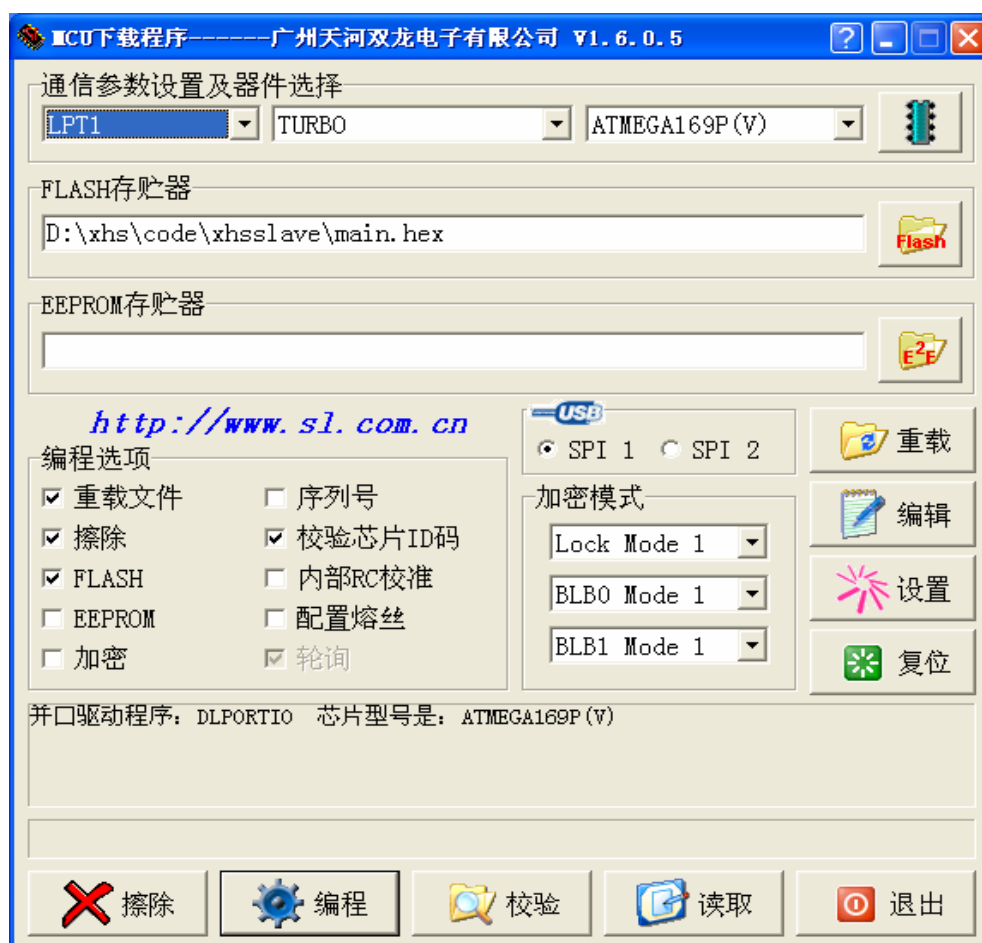 MCU下载程序------广州天河双龙电子有限公司 V1.6.0.5
通信参数设置及器件选择
LPT1 TURBO ATMEGA169P(V)
FLASH存贮器
D:\xhs\code\xhsslave\main.hex
Flash
EEPROM存贮器
E²F
http://www.sl.com.cn
USB
SPI 1 SPI 2
重载
编程选项
重载文件 序列号
擦除 校验芯片ID码
FLASH 内部RC校准
EEPROM 配置熔丝
加密 轮询
加密模式
Lock Mode 1
BLB0 Mode 1
BLB1 Mode 1
编辑
设置
复位
并口驱动程序: DLPORTIO 芯片型号是: ATMEGA169P(V)
擦除 编程 校验 读取 退出